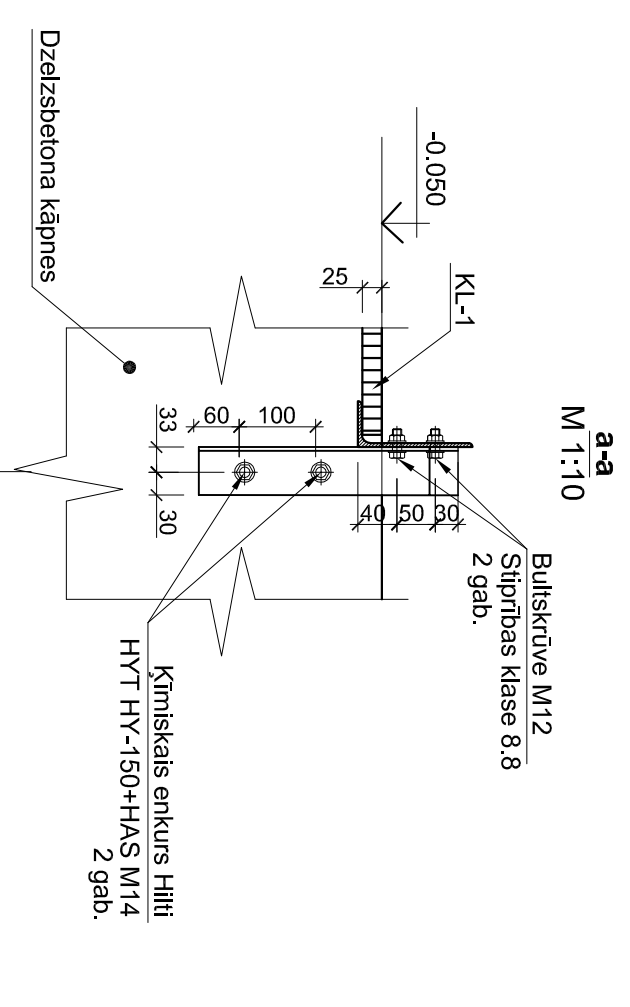 a-a
M 1:10
-0.050
KL-1
25
Bultskrūve M12
Stiprības klase 8.8
2 gab.
40 50 30
60 100
33
30
Dzelzsbetona kāpnes
Ķīmiskais enkurs Hilti
HYT HY-150+HAS M14
2 gab.